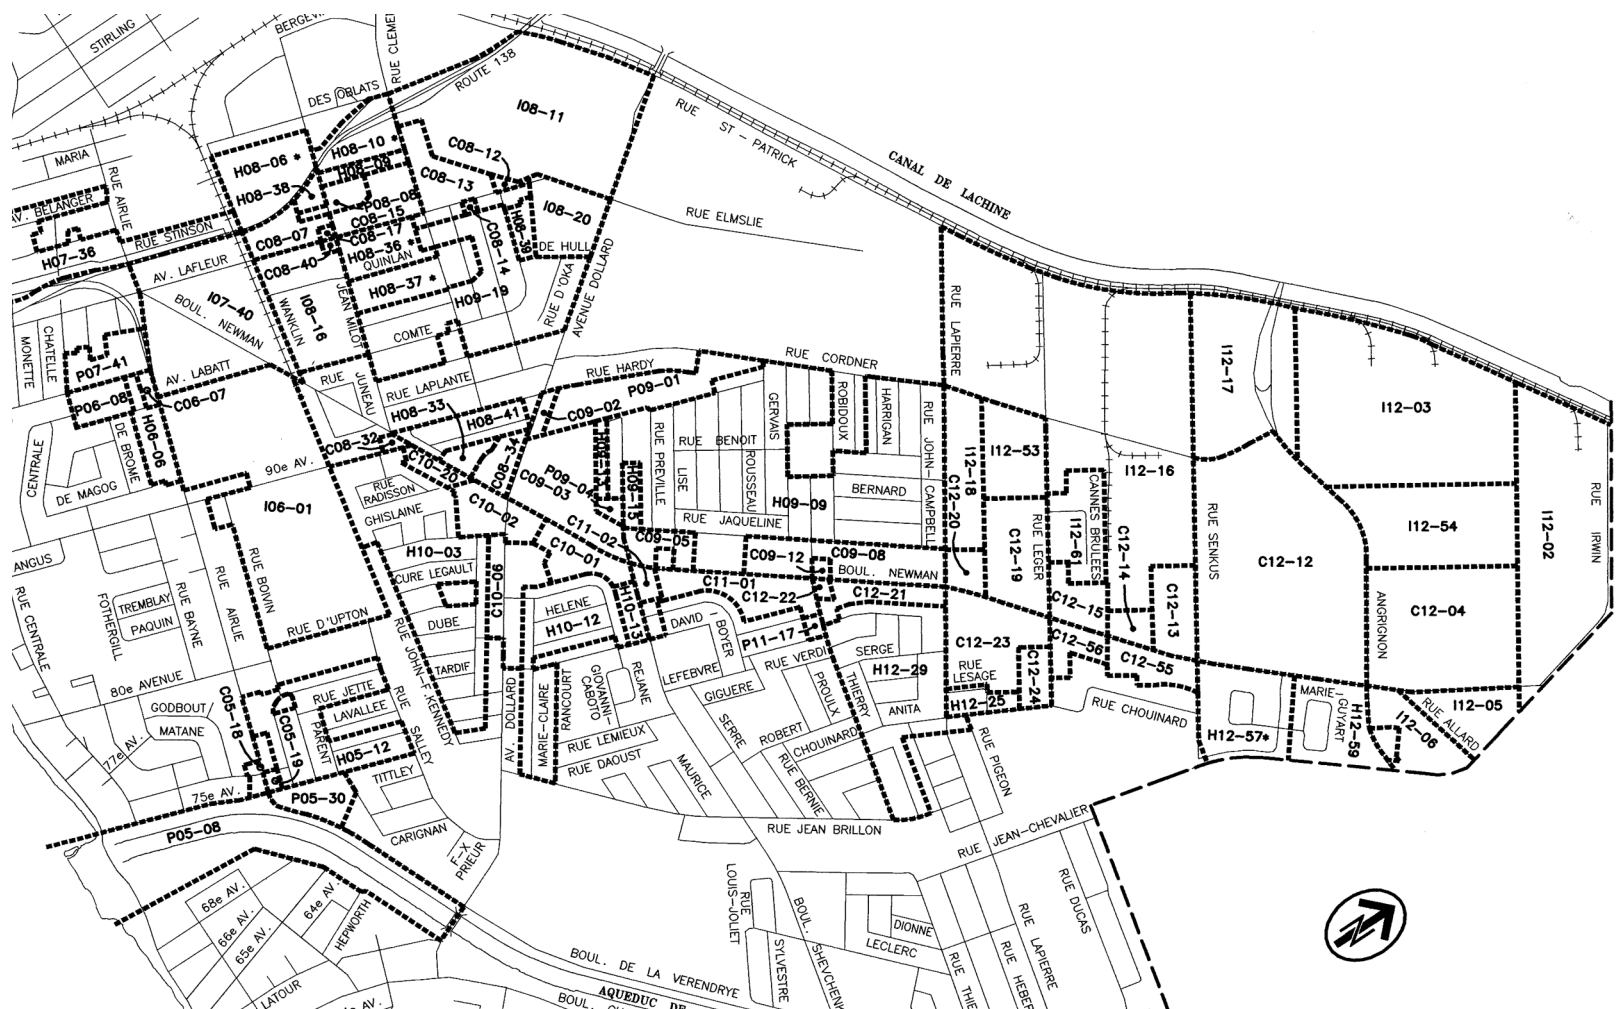 STIRLING
RUE CLEMEN
DES OBLATS
ROUTE 138
I08-11
RUE ST-PATRICK
CANAL DE LACHINE
MARIA
RUE AIRLIE
H08-06 *
H08-10 *
H08-09
C08-12
H08-38
C08-13
P08-08
C08-15
AV. BELANGER
RUE STINSON
H07-36
C08-07
C08-17
H08-36 *
C08-40
QUINLAN
C08-14
H08-39
I08-20
DE HULL
RUE ELMSLIE
AV. LAFLEUR
H08-37 *
H09-19
RUE D'OKA
AVENUE DOLLARD
I07-40
BOUL. NEWMAN
WANKLIN
I08-16
JEAN MILOT
COMTE
RUE LAPIERRE
MONETTE
CHATELLE
P07-41
AV. LABATT
RUE JUNEAU
RUE LAPLANTE
RUE HARDY
RUE CORDNER
P09-01
I12-17
I12-03
P06-08
C06-07
H06-06
DE BROME
H08-33
H08-41
C09-02
GERVAIS
ROBIDOUX
HARRIGAN
RUE JOHN-CAMPBELL
CENTRALE
DE MAGOG
90e AV.
C08-32
C10-20
C08-34
C09-03
P09-04
H09-15
RUE PREVILLE
RUE BENOIT
LISE
ROUSSEAU
I12-18
I12-53
I12-16
RUE RADISSON
H09-09
BERNARD
C12-20
CANNES BRULEES
I12-54
I12-02
RUE IRWIN
I06-01
GHISLAINE
C10-02
RUE JAQUELINE
RUE LEGER
I12-61
C12-14
RUE SENKUS
ANGUS
H10-03
C11-02
C10-01
C09-05
C09-12
C09-08
C12-19
C12-12
RUE BOIVIN
CURE LEGAULT
C10-06
BOUL. NEWMAN
C11-01
C12-22
C12-21
C12-15
C12-13
C12-04
RUE CENTRALE
FOTHERGILL
TREMBLAY
PAQUIN
RUE BAYNE
RUE AIRLIE
RUE D'UPTON
DUBE
HELENE
H10-12
H10-13
DAVID
BOYER
P11-17
SERGE
C12-23
C12-56
C12-55
ANGRIGNON
TARDIF
LEFEBVRE
RUE VERDI
H12-29
RUE LESAGE
C12-24
80e AVENUE
RUE JOHN-F. KENNEDY
REJANE
GIGUERE
PROULX
THIERRY
ANITA
H12-25
RUE CHOUINARD
MARIE-GUYART
H12-59
I12-05
RUE ALLARD
I12-06
H12-57*
GODBOUT
MATANE
C05-18
C05-19
RUE JETTE
LAVALLEE
PARENT
H05-12
RUE SALLEY
AV. DOLLARD
MARIE-CLAIRE
RANCOURT
GIOVANNI-CABOTO
RUE LEMIEUX
RUE DAOUST
SERGE
ROBERT
CHOUINARD
RUE BERNIE
MAURICE
RUE PIGEON
77e AV.
75e AV.
TITTLEY
P05-30
P05-08
CARIGNAN
F-X PRIEUR
RUE JEAN BRILLON
RUE JEAN-CHEVALIER
68e AV.
66e AV.
65e AV.
64e AV.
HEPWORTH
LATOUR
RUE LOUIS-JOLIET
SYLVESTRE
BOUL. SHEVCHENK
DIONNE
LECLERC
RUE DUCAS
RUE LAPIERRE
RUE HEBER
RUE THIE
BOUL. DE LA VERENDRYE
AQUEDUC DE
BOUL.